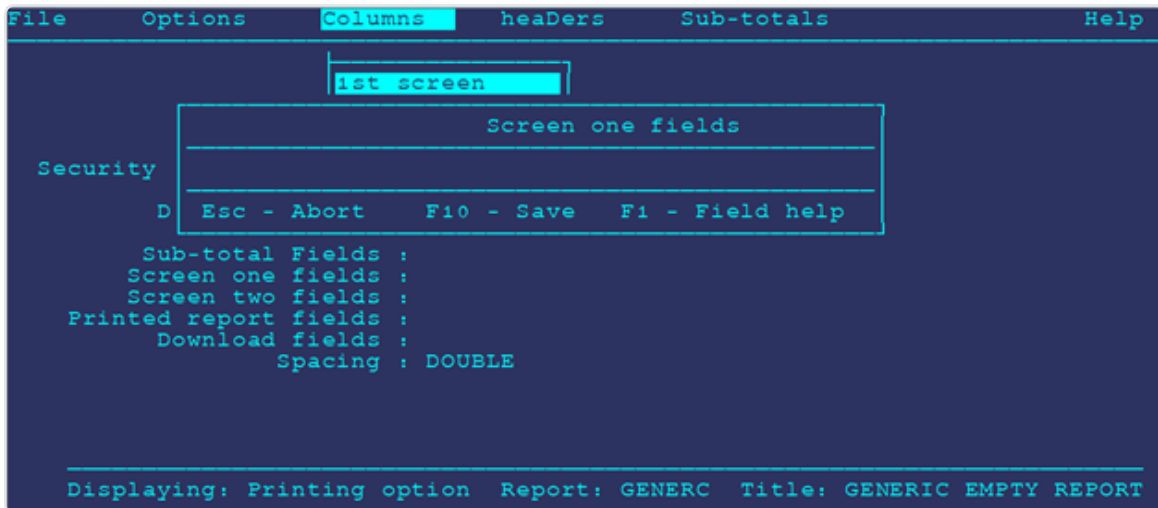 File Options Columns heaDers Sub-totals Help
1st screen
Screen one fields
Security
D Esc - Abort F10 - Save F1 - Field help
Sub-total Fields :
Screen one fields :
Screen two fields :
Printed report fields :
Download fields :
Spacing : DOUBLE
Displaying: Printing option Report: GENERC Title: GENERIC EMPTY REPORT